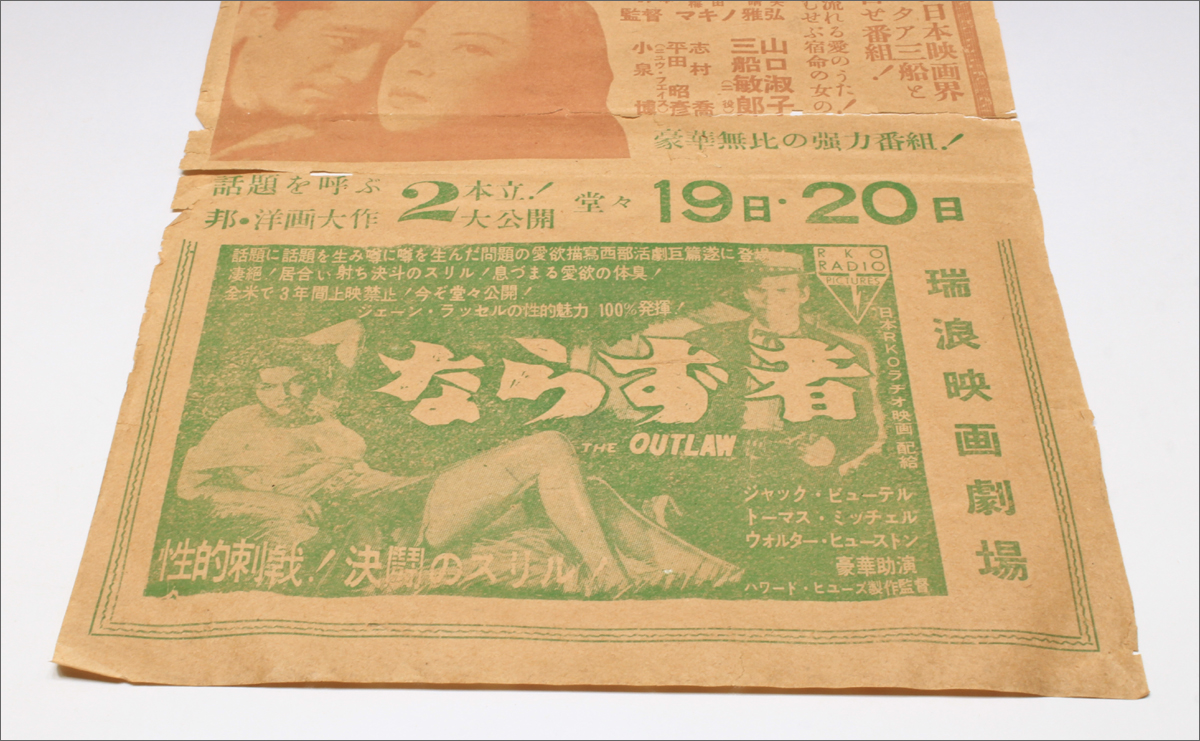 日本映画界
タア三船と
せ番組！
流れる愛のうた！
しせぶ宿命の女の
山口淑子
三船敏郎
志村喬
平田昭彦
（ニュウ・フェイス）
小泉博
監督 マキノ雅弘
豪華無比の强力番組！
話題を呼ぶ
邦・洋画大作
2本立！
大公開
堂々
19日・20日
話題に話題を生み噂に噂を生んだ問題の愛欲描寫西部活劇巨篇遂に登場
凄絶！居合い射ち決斗のスリル！息づまる愛欲の体臭！
全米で3年間上映禁止！今ぞ堂々公開！
ジェーン・ラッセルの性的魅力 100％発揮！
RKO
RADIO
PICTURES
日本RKOラヂオ映画配給
ならず者
THE OUTLAW
ジャック・ビューテル
トーマス・ミッチェル
ウォルター・ヒューストン
豪華助演
ハワード・ヒューズ製作監督
性的刺戟！決闘のスリル！
瑞浪映画劇場